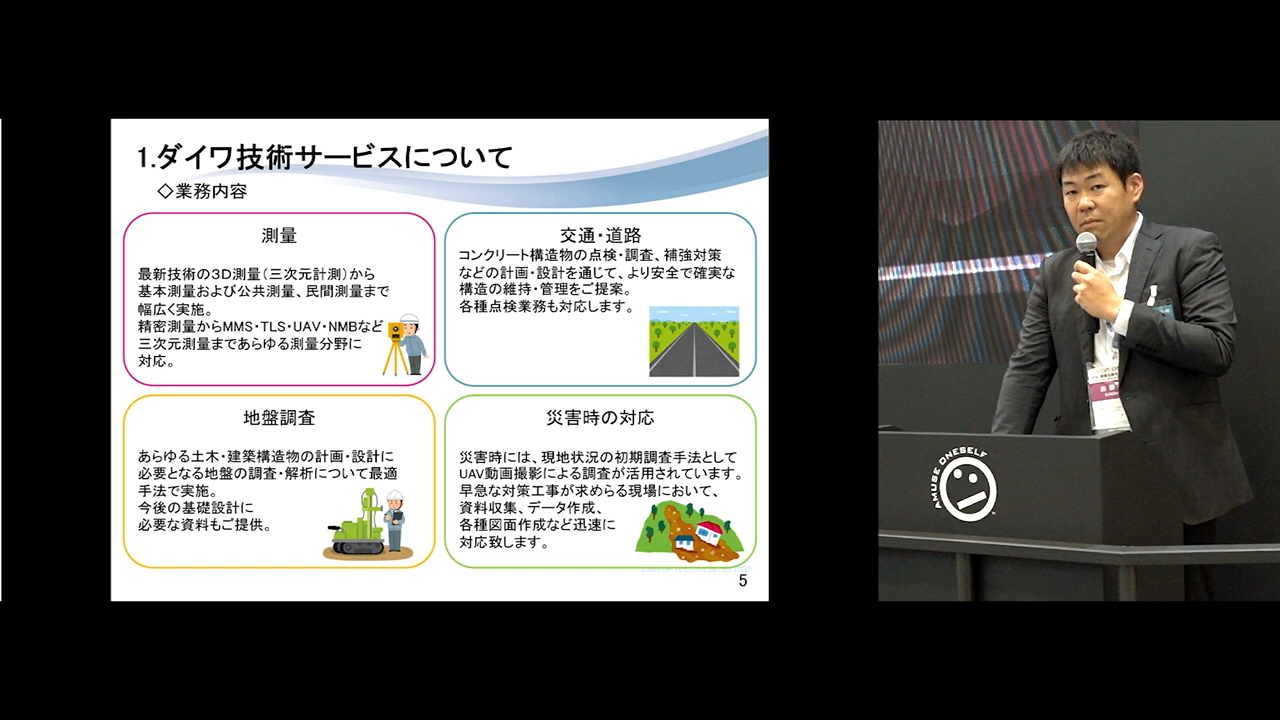 1.ダイワ技術サービスについて
◇業務内容
測量
最新技術の3D測量(三次元計測)から
基本測量および公共測量、民間測量まで
幅広く実施。
精密測量からMMS・TLS・UAV・NMBなど
三次元測量まであらゆる測量分野に
対応。
交通・道路
コンクリート構造物の点検・調査、補強対策
などの計画・設計を通じて、より安全で確実な
構造の維持・管理をご提案。
各種点検業務も対応します。
地盤調査
あらゆる土木・建築構造物の計画・設計に
必要となる地盤の調査・解析について最適
手法で実施。
今後の基礎設計に
必要な資料もご提供。
災害時の対応
災害時には、現地状況の初期調査手法として
UAV動画撮影による調査が活用されています。
早急な対策工事が求めらる現場において、
資料収集、データ作成、
各種図面作成など迅速に
対応致します。
5
AMUSE ONESELF